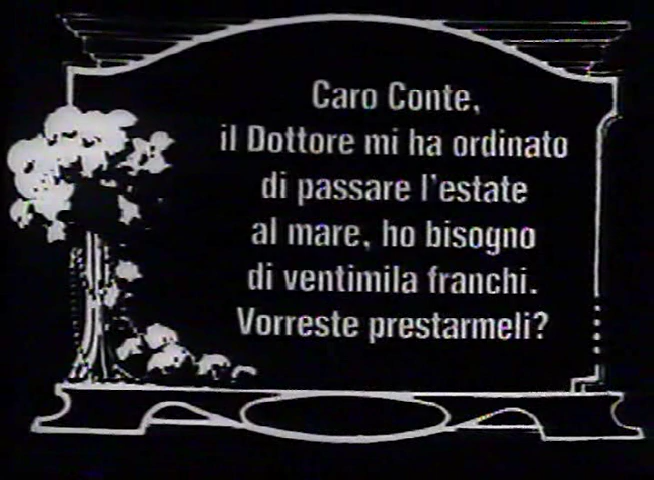 Caro Conte,
il Dottore mi ha ordinato
di passare l'estate
al mare, ho bisogno
di ventimila franchi.
Vorreste prestarmeli?